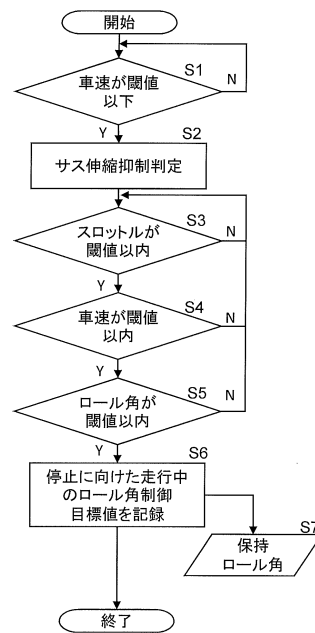 開始
S1
車速が閾値
以下
N
Y
S2
サス伸縮抑制判定
S3
スロットルが
閾値以内
N
Y
S4
車速が閾値
以内
N
Y
S5
ロール角が
閾値以内
N
Y
S6
停止に向けた走行中
のロール角制御
目標値を記録
S7
保持
ロール角
終了